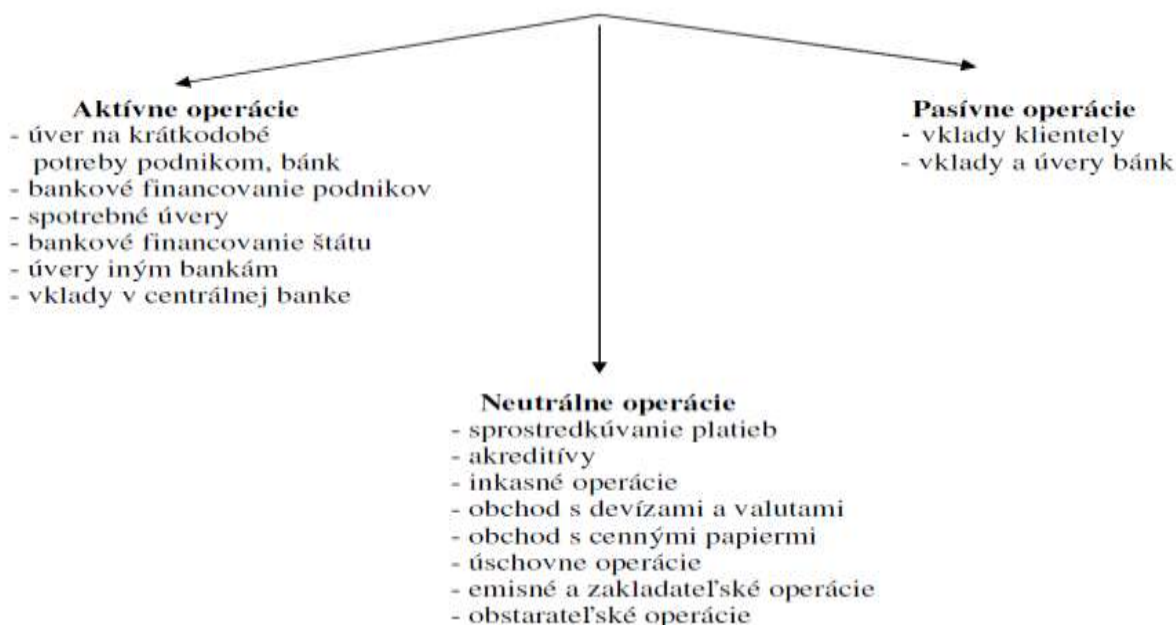 Aktívne operácie
- úver na krátkodobé
potreby podnikom, bánk
- bankové financovanie podnikov
- spotrebné úvery
- bankové financovanie štátu
- úvery iným bankám
- vklady v centrálnej banke
Pasívne operácie
- vklady klientely
- vklady a úvery bánk
Neutrálne operácie
- sprostredkúvanie platieb
- akreditívy
- inkasné operácie
- obchod s devízami a valutami
- obchod s cennými papiermi
- úschovne operácie
- emisné a zakladateľské operácie
- obstarateľské operácie